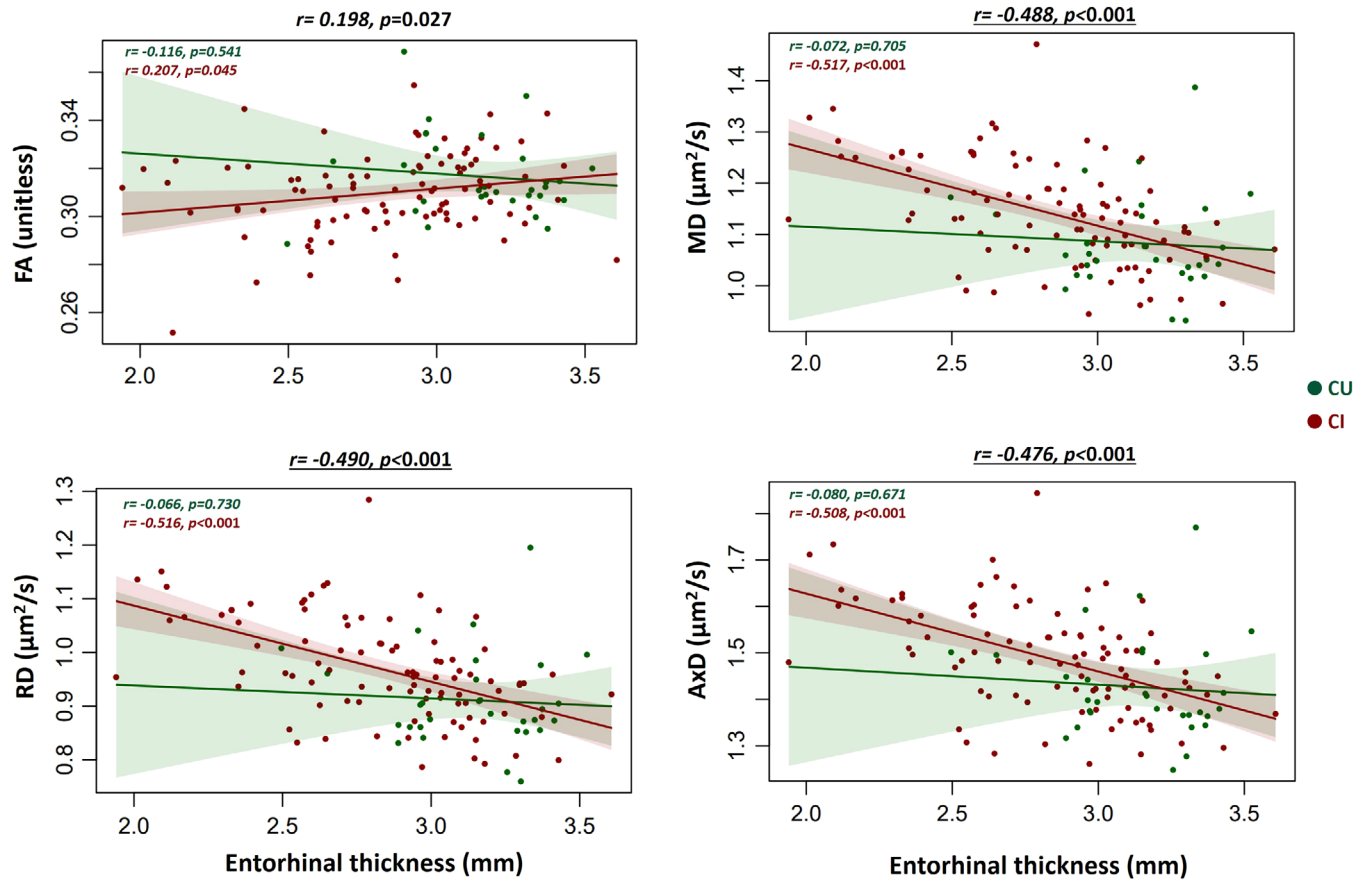 r= 0.198, p=0.027
r= -0.116, p=0.541
r= 0.207, p=0.045
FA (unitless)
0.34
0.30
0.26
2.0 2.5 3.0 3.5
r= -0.488, p<0.001
r= -0.072, p=0.705
r= -0.517, p<0.001
MD (μm²/s)
1.4
1.3
1.2
1.1
1.0
2.0 2.5 3.0 3.5
CU
CI
r= -0.490, p<0.001
r= -0.066, p=0.730
r= -0.516, p<0.001
RD (μm²/s)
1.3
1.2
1.1
1.0
0.9
0.8
2.0 2.5 3.0 3.5
Entorhinal thickness (mm)
r= -0.476, p<0.001
r= -0.080, p=0.671
r= -0.508, p<0.001
AxD (μm²/s)
1.7
1.5
1.3
2.0 2.5 3.0 3.5
Entorhinal thickness (mm)